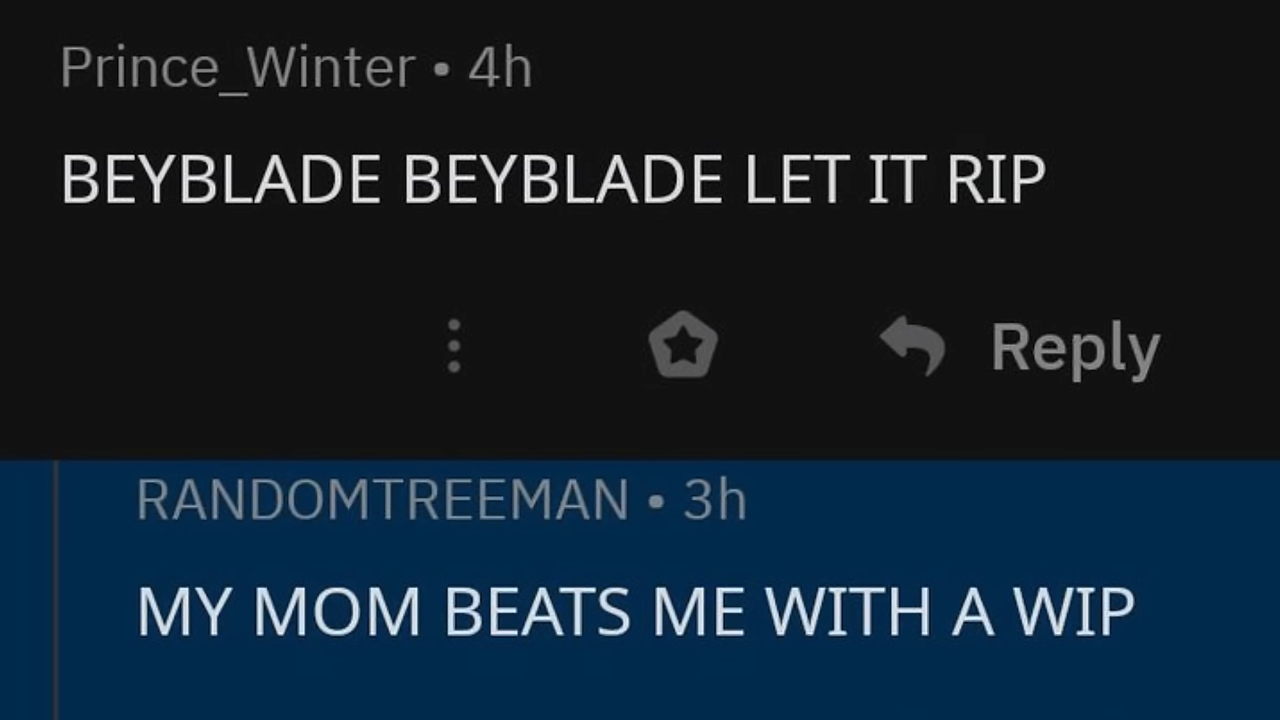 Prince_Winter • 4h
BEYBLADE BEYBLADE LET IT RIP
Reply
RANDOMTREEMAN • 3h
MY MOM BEATS ME WITH A WIP